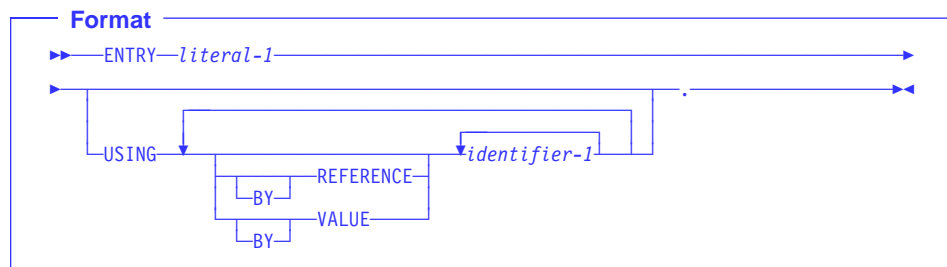 Format
ENTRY literal-1
.
USING identifier-1
BY REFERENCE
BY VALUE